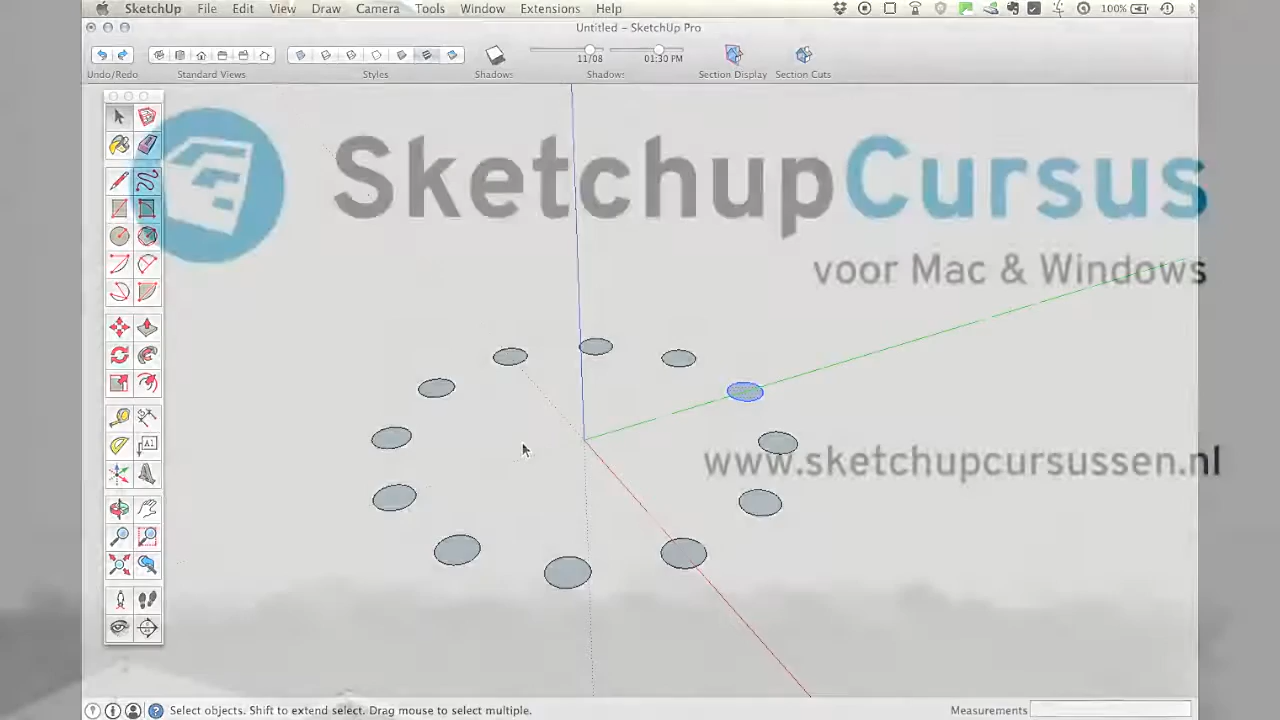 SketchUp File Edit View Draw Camera Tools Window Extensions Help 100%
Untitled – SketchUp Pro
11/08 01:30 PM
Undo/Redo Standard Views Styles Shadows Shadows Section Display Section Cuts
SketchupCursus
voor Mac & Windows
A1
www.sketchupcursussen.nl
Select objects. Shift to extend select. Drag mouse to select multiple. Measurements